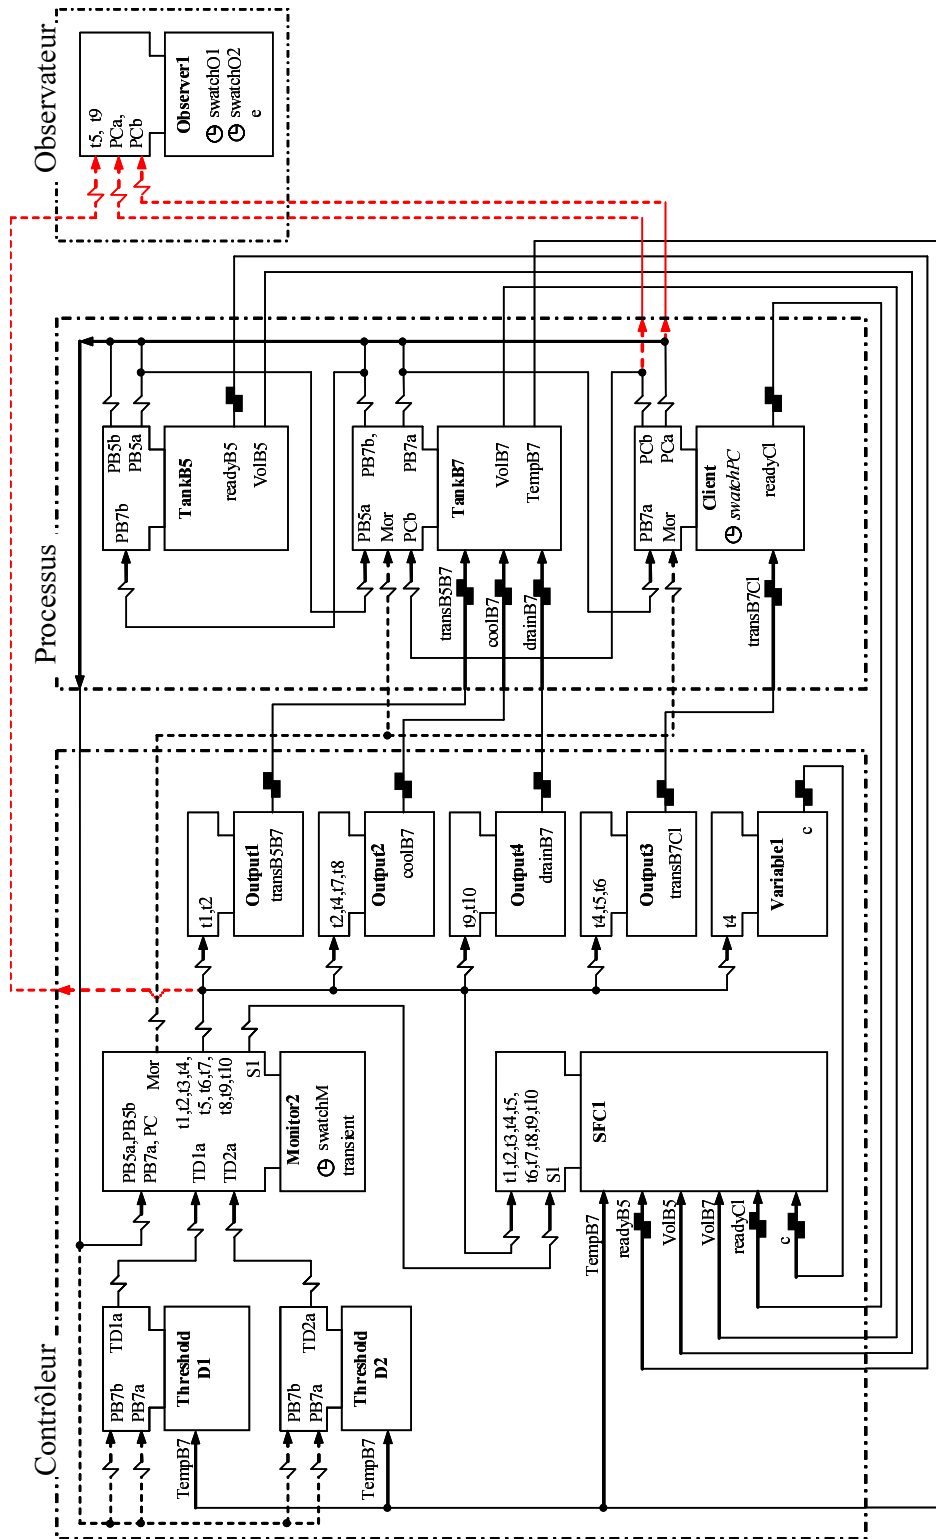 Observateur
t5, t9
PCa,
PCb
Observer1
swatchO1
swatchO2
e
Processus
PB7b
PB5b
PB5a
TankB5
readyB5
VolB5
PB5a
Mor
PCb
PB7b,
PB7a
TankB7
VolB7
TempB7
transB5B7
coolB7
drainB7
PB7a
Mor
PCb
PCa
Client
swatchPC
readyCl
transB7Cl
Contrôleur
t1,t2
Output1
transB5B7
t2,t4,t7,t8
Output2
coolB7
t9,t10
Output4
drainB7
t4,t5,t6
Output3
transB7Cl
t4
Variable1
c
PB5a,PB5b
PB7a, PC
Mor
t1,t2,t3,t4,
t5, t6,t7,
t8,t9,t10
TD1a
TD2a
S1
Monitor2
swatchM
transient
t1,t2,t3,t4,t5,
t6,t7,t8,t9,t10
S1
SFC1
TempB7
readyB5
VolB5
VolB7
readyCl
c
PB7b
PB7a
TD1a
Threshold
D1
TempB7
PB7b
PB7a
TD2a
Threshold
D2
TempB7